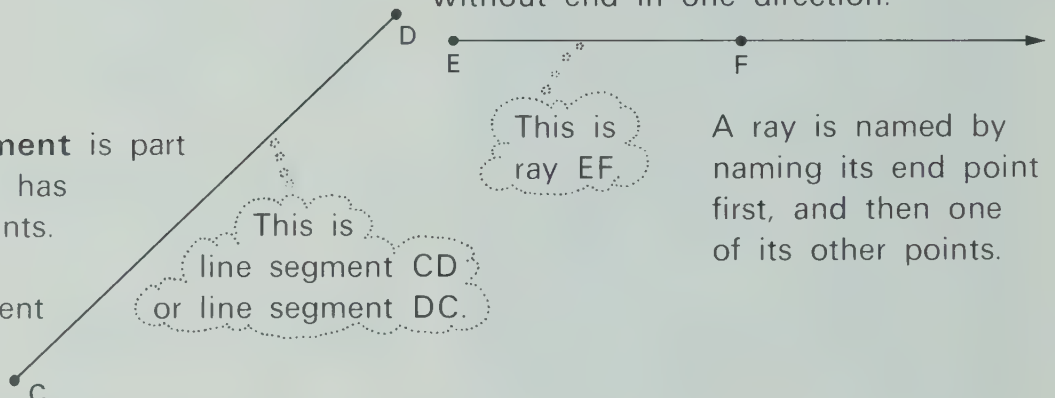 without end in one direction.
D
E
F
ment is part
has
nts.
ent
This is
line segment CD
or line segment DC.
C
This is
ray EF.
A ray is named by
naming its end point
first, and then one
of its other points.